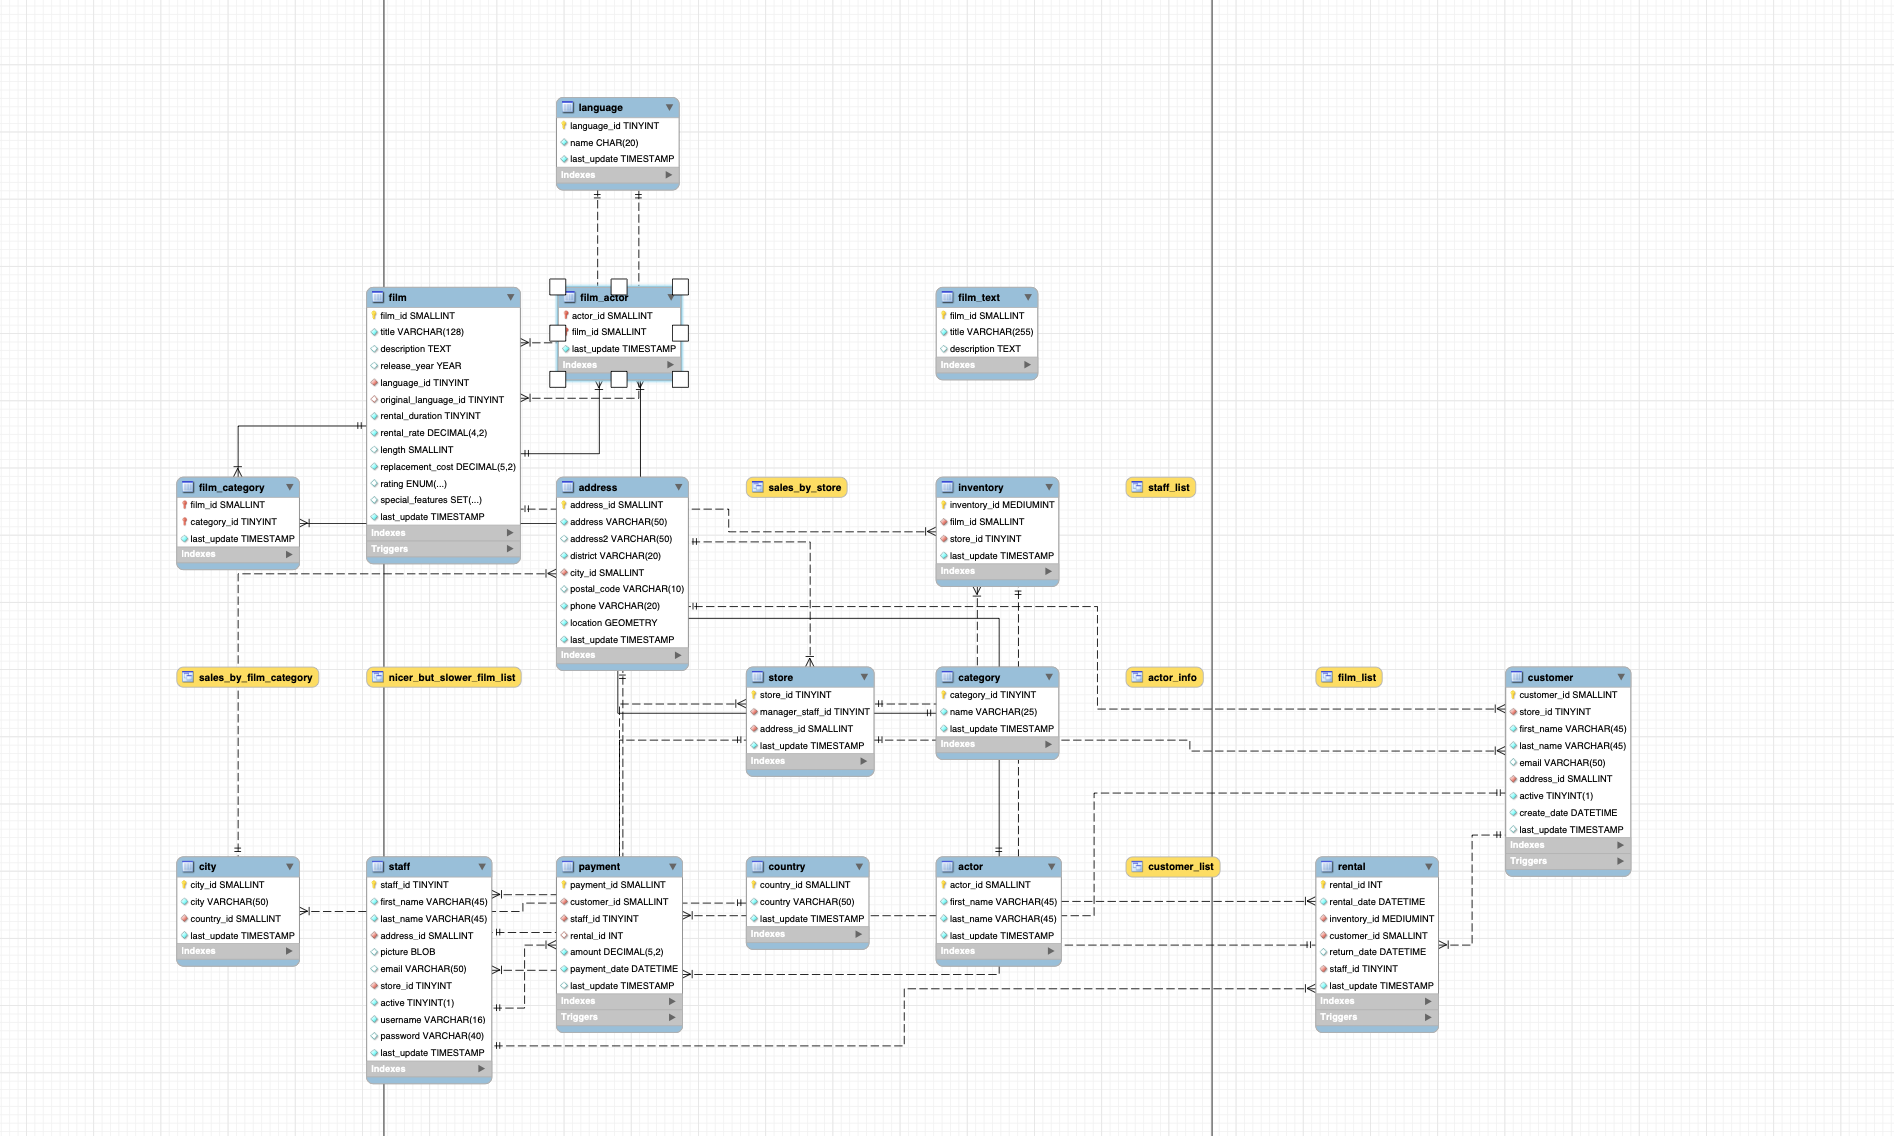 language
language_id TINYINT
name CHAR(20)
last_update TIMESTAMP
Indexes
film
film_id SMALLINT
title VARCHAR(128)
description TEXT
release_year YEAR
language_id TINYINT
original_language_id TINYINT
rental_duration TINYINT
rental_rate DECIMAL(4,2)
length SMALLINT
replacement_cost DECIMAL(5,2)
rating ENUM(...)
special_features SET(...)
last_update TIMESTAMP
Indexes
Triggers
film_actor
actor_id SMALLINT
film_id SMALLINT
last_update TIMESTAMP
Indexes
film_text
film_id SMALLINT
title VARCHAR(255)
description TEXT
Indexes
film_category
film_id SMALLINT
category_id TINYINT
last_update TIMESTAMP
Indexes
address
address_id SMALLINT
address VARCHAR(50)
address2 VARCHAR(50)
district VARCHAR(20)
city_id SMALLINT
postal_code VARCHAR(10)
phone VARCHAR(20)
location GEOMETRY
last_update TIMESTAMP
Indexes
sales_by_store
inventory
inventory_id MEDIUMINT
film_id SMALLINT
store_id TINYINT
last_update TIMESTAMP
Indexes
staff_list
sales_by_film_category
nicer_but_slower_film_list
store
store_id TINYINT
manager_staff_id TINYINT
address_id SMALLINT
last_update TIMESTAMP
Indexes
category
category_id TINYINT
name VARCHAR(25)
last_update TIMESTAMP
Indexes
actor_info
film_list
customer
customer_id SMALLINT
store_id TINYINT
first_name VARCHAR(45)
last_name VARCHAR(45)
email VARCHAR(50)
address_id SMALLINT
active TINYINT(1)
create_date DATETIME
last_update TIMESTAMP
Indexes
Triggers
city
city_id SMALLINT
city VARCHAR(50)
country_id SMALLINT
last_update TIMESTAMP
Indexes
staff
staff_id TINYINT
first_name VARCHAR(45)
last_name VARCHAR(45)
address_id SMALLINT
picture BLOB
email VARCHAR(50)
store_id TINYINT
active TINYINT(1)
username VARCHAR(16)
password VARCHAR(40)
last_update TIMESTAMP
Indexes
payment
payment_id SMALLINT
customer_id SMALLINT
staff_id TINYINT
rental_id INT
amount DECIMAL(5,2)
payment_date DATETIME
last_update TIMESTAMP
Indexes
Triggers
country
country_id SMALLINT
country VARCHAR(50)
last_update TIMESTAMP
Indexes
actor
actor_id SMALLINT
first_name VARCHAR(45)
last_name VARCHAR(45)
last_update TIMESTAMP
Indexes
customer_list
rental
rental_id INT
rental_date DATETIME
inventory_id MEDIUMINT
customer_id SMALLINT
return_date DATETIME
staff_id TINYINT
last_update TIMESTAMP
Indexes
Triggers